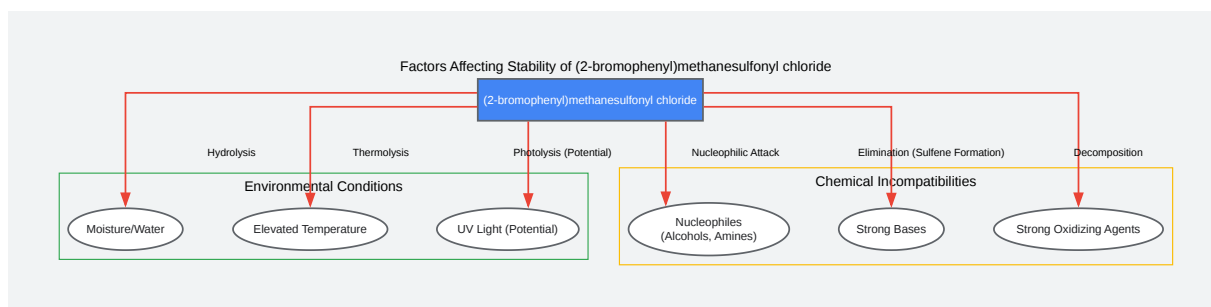 Factors Affecting Stability of (2-bromophenyl)methanesulfonyl chloride
(2-bromophenyl)methanesulfonyl chloride
Hydrolysis
Thermolysis
Photolysis (Potential)
Nucleophilic Attack
Elimination (Sulfene Formation)
Decomposition
Environmental Conditions
Moisture/Water
Elevated Temperature
UV Light (Potential)
Chemical Incompatibilities
Nucleophiles
(Alcohols, Amines)
Strong Bases
Strong Oxidizing Agents